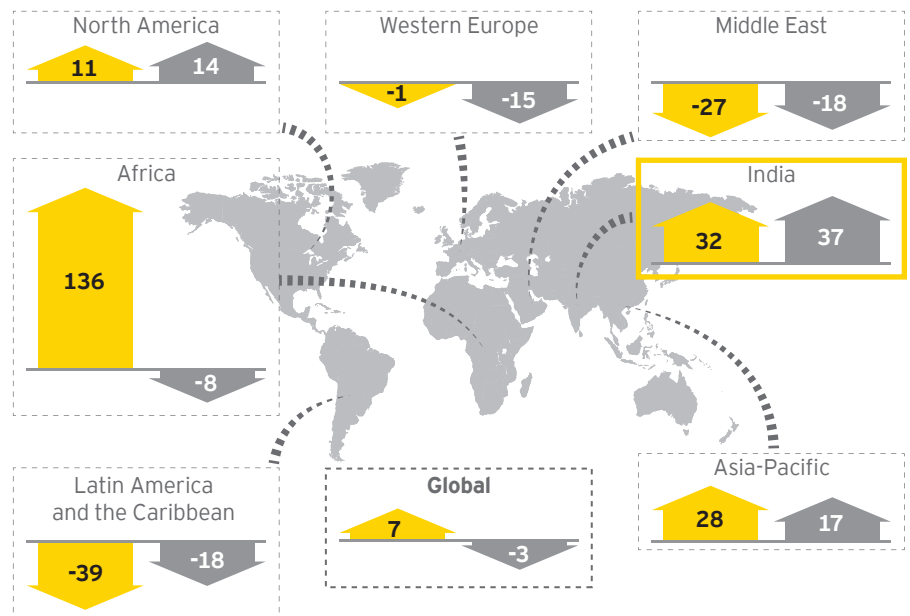 North America
11
14
Western Europe
-1
-15
Middle East
-27
-18
Africa
136
-8
India
32
37
Latin America
and the Caribbean
-39
-18
Global
7
-3
Asia-Pacific
28
17